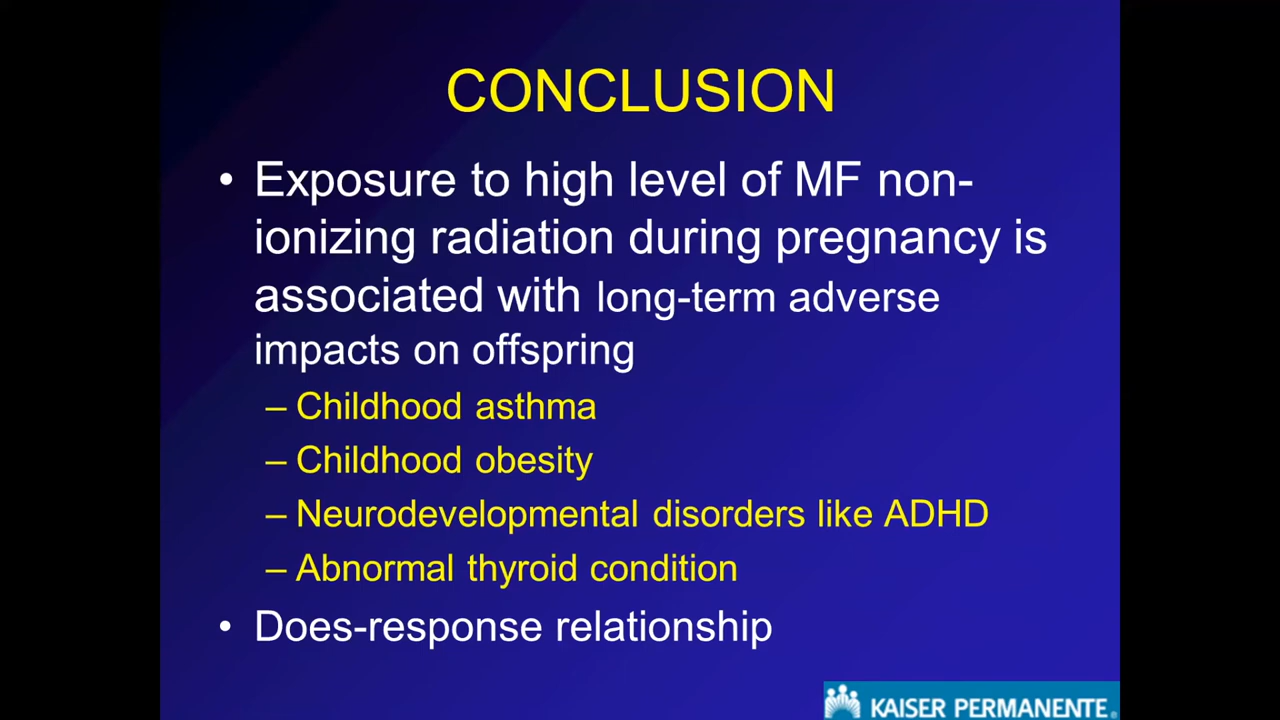 CONCLUSION
• Exposure to high level of MF non-
ionizing radiation during pregnancy is
associated with long-term adverse
impacts on offspring
– Childhood asthma
– Childhood obesity
– Neurodevelopmental disorders like ADHD
– Abnormal thyroid condition
• Does-response relationship
KAISER PERMANENTE®